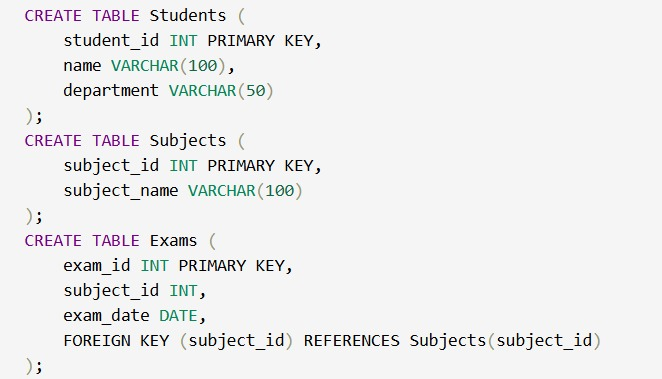 CREATE TABLE Students (
    student_id INT PRIMARY KEY,
    name VARCHAR(100),
    department VARCHAR(50)
);
CREATE TABLE Subjects (
    subject_id INT PRIMARY KEY,
    subject_name VARCHAR(100)
);
CREATE TABLE Exams (
    exam_id INT PRIMARY KEY,
    subject_id INT,
    exam_date DATE,
    FOREIGN KEY (subject_id) REFERENCES Subjects(subject_id)
);